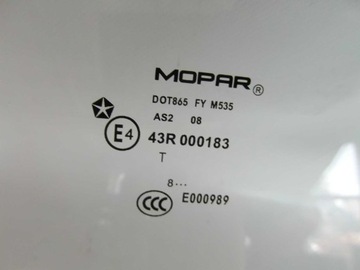 MOPAR®
DOT865 FY M535
AS2 08
E4 43R 000183
T
8...
CCC E000989